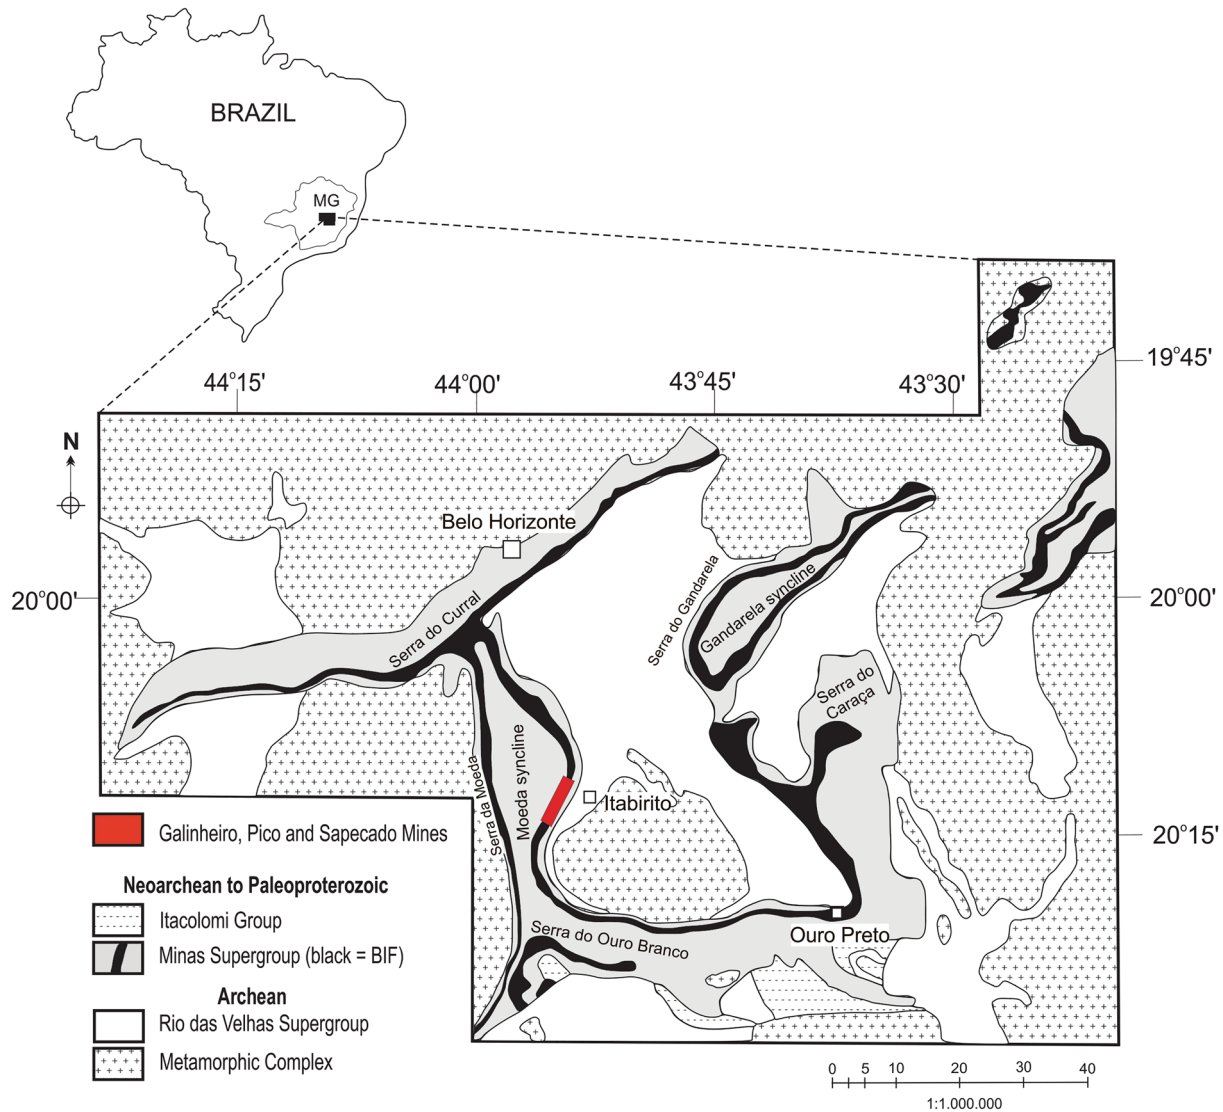 BRAZIL
MG
44°15'
44°00'
43°45'
43°30'
19°45'
N
Belo Horizonte
20°00'
20°00'
Serra do Curral
Serra do Gandarela
Gandarela syncline
Serra do
Caraça
Serra da Moeda
Moeda syncline
Itabirito
20°15'
Galinheiro, Pico and Sapecado Mines
Neoarchean to Paleoproterozoic
Itacolomi Group
Minas Supergroup (black = BIF)
Archean
Rio das Velhas Supergroup
Metamorphic Complex
Serra do Ouro Branco
Ouro Preto
0 5 10 20 30 40
1:1.000.000